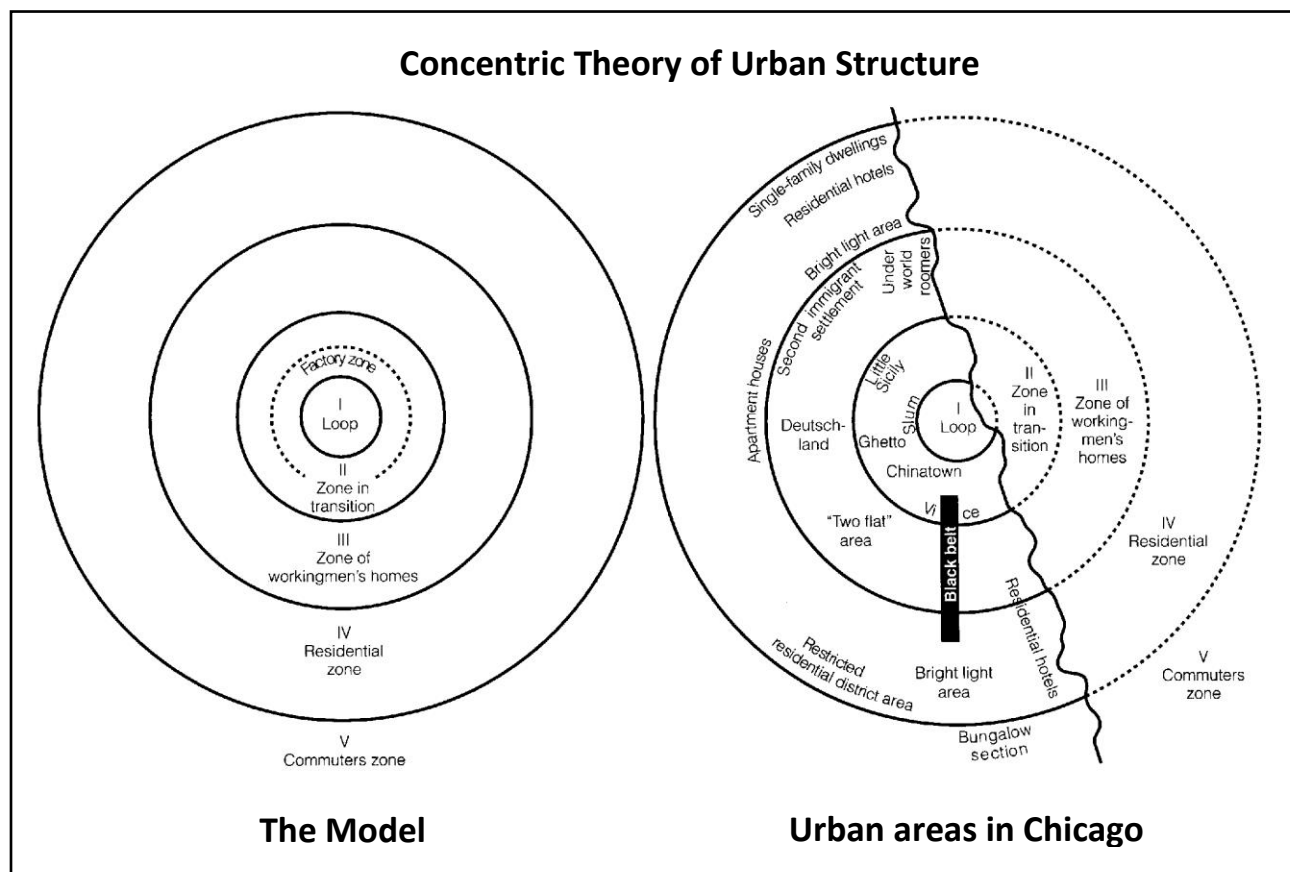 Concentric Theory of Urban Structure
Factory zone
I
Loop
II
Zone in
transition
III
Zone of
workingmen's homes
IV
Residential
zone
V
Commuters zone
The Model
Single-family dwellings
Residential hotels
Bright light area
Under
world
roomers
Second immigrant
settlement
Apartment houses
Little
Sicily
Slum
I
Loop
II
Zone
in
tran-
sition
III
Zone of
working-
men's
homes
Deutsch-
land
Ghetto
Chinatown
Vi ce
"Two flat"
area
Black belt
IV
Residential
zone
Residential hotels
Restricted
residential district area
Bright light
area
V
Commuters
zone
Bungalow
section
Urban areas in Chicago